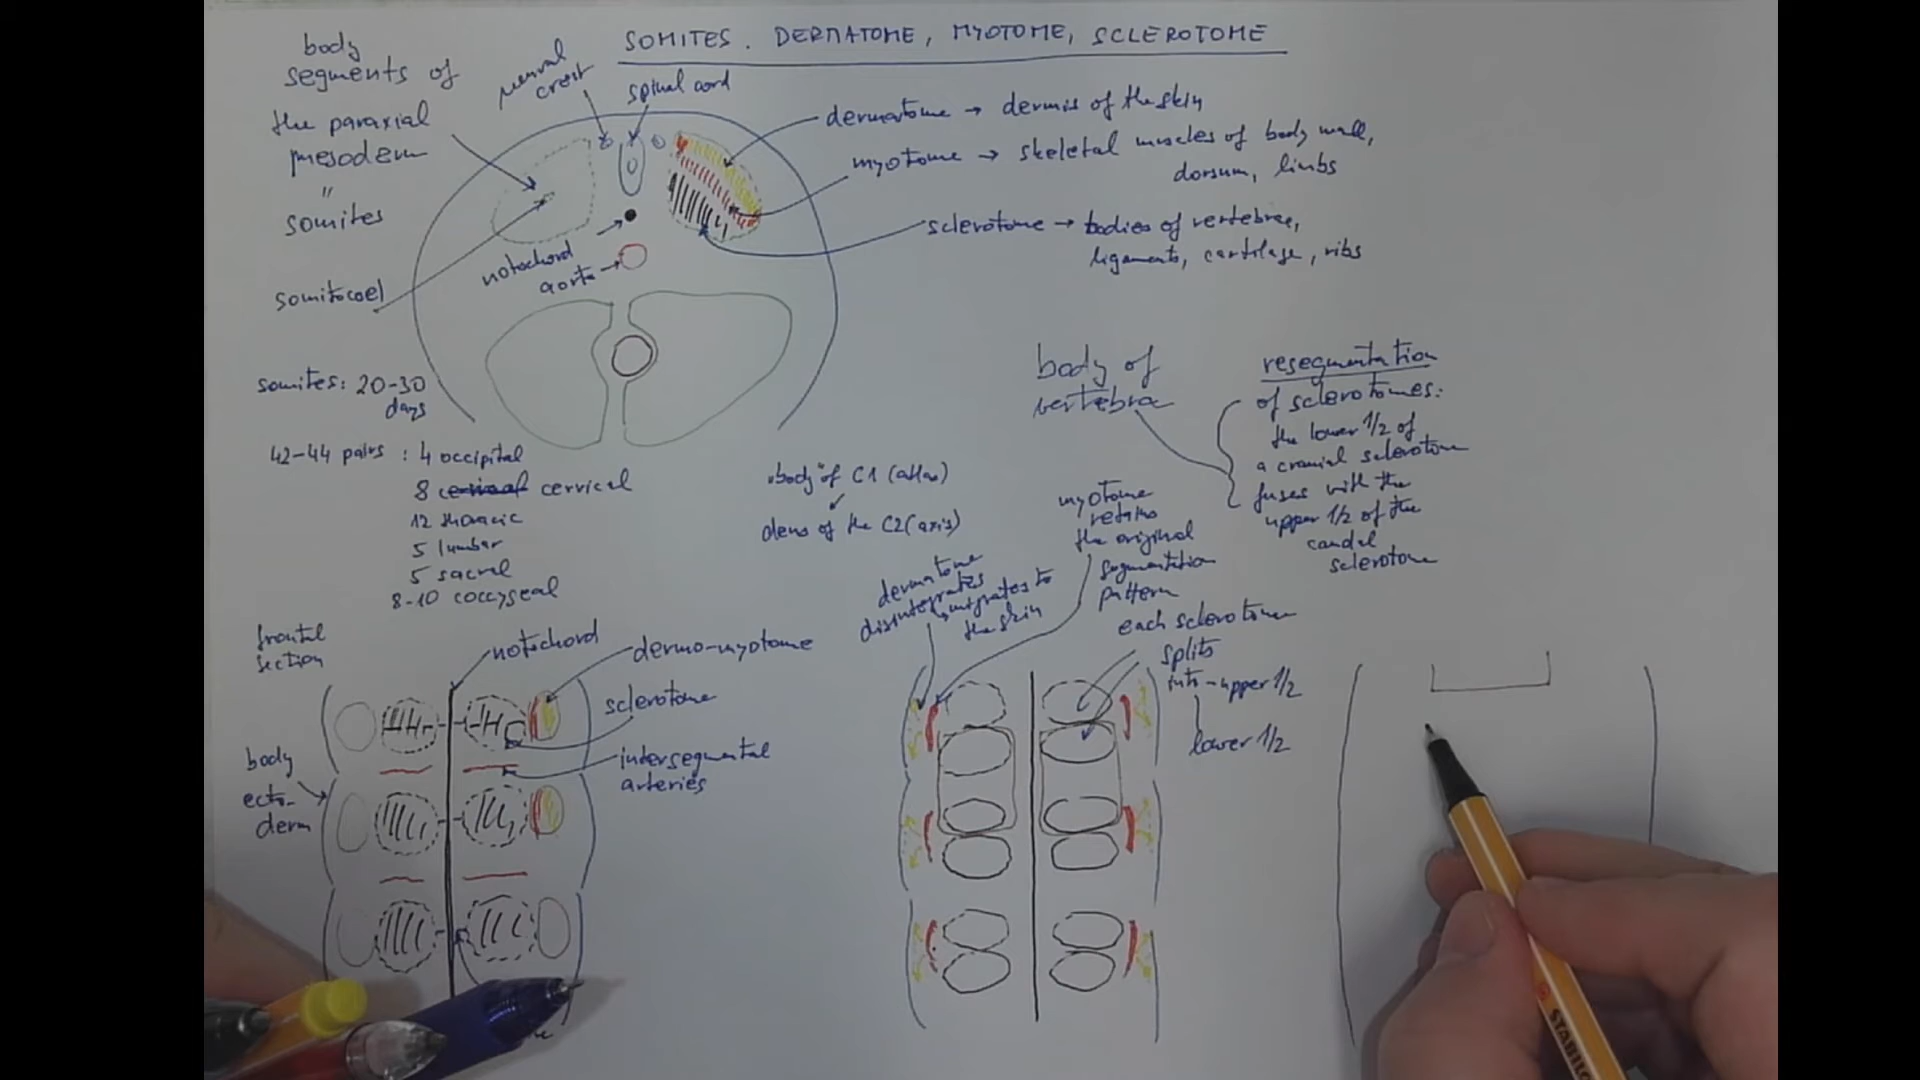 SOMITES. DERMATOME, MYOTOME, SCLEROTOME
body
segments of
the paraxial
mesoderm
"
somites
neural
crest
spinal cord
dermatome → dermis of the skin
myotome → skeletal muscles of body wall,
dorsum, limbs
sclerotome → bodies of vertebrae,
ligaments, cartilage, ribs
notochord
aorta
somitocoel
somites: 20-30
days
42-44 pairs : 4 occipital
8 cervical
12 thoracic
5 lumbar
5 sacral
8-10 coccygeal
"body" of C1 (atlas)
dens of the C2 (axis)
body of
vertebrae
resegmentation
of sclerotomes:
the lower 1/2 of
a cranial sclerotome
fuses with the
upper 1/2 of the
caudal
sclerotome
frontal
section
notochord
dermo-myotome
sclerotome
intersegmental
arteries
body
ecto-
derm
dermatome
disintegrates
migrates to
the skin
myotome
retains
the original
segmentation
pattern
each sclerotome
splits
into - upper 1/2
lower 1/2
STABILO